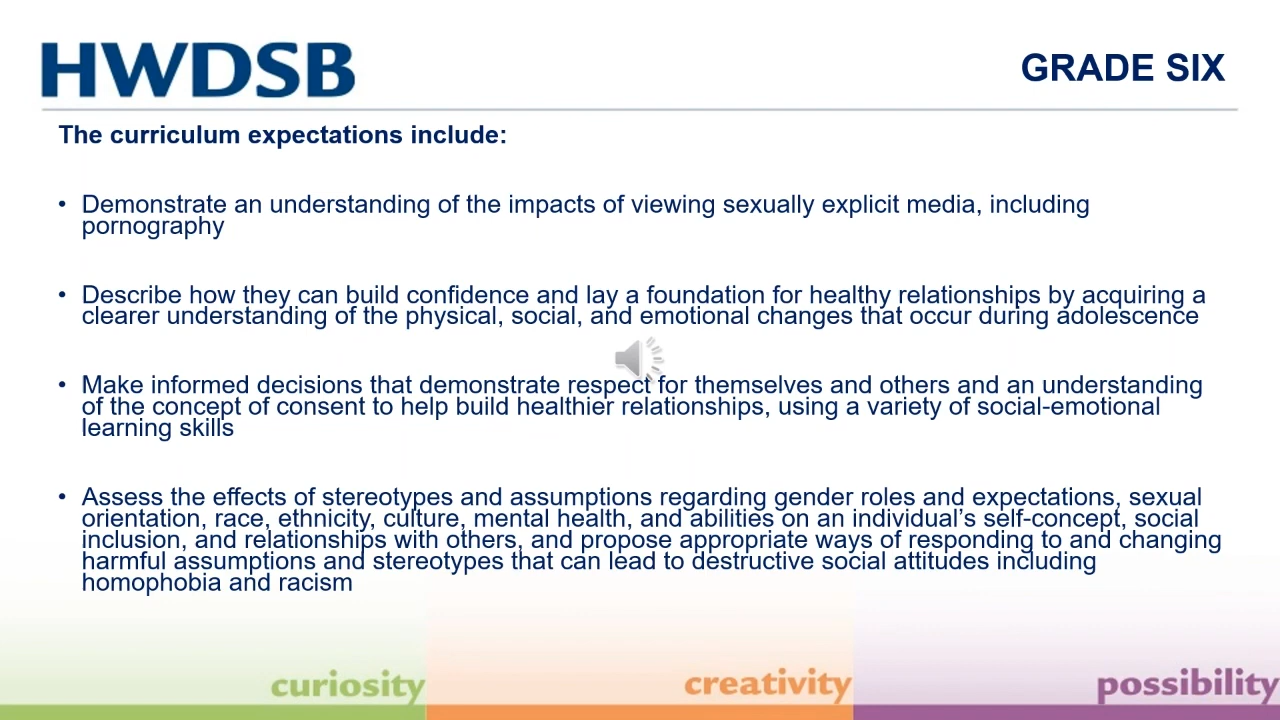 HWDSB
GRADE SIX
The curriculum expectations include:
• Demonstrate an understanding of the impacts of viewing sexually explicit media, including
pornography
• Describe how they can build confidence and lay a foundation for healthy relationships by acquiring a
clearer understanding of the physical, social, and emotional changes that occur during adolescence
• Make informed decisions that demonstrate respect for themselves and others and an understanding
of the concept of consent to help build healthier relationships, using a variety of social-emotional
learning skills
• Assess the effects of stereotypes and assumptions regarding gender roles and expectations, sexual
orientation, race, ethnicity, culture, mental health, and abilities on an individual’s self-concept, social
inclusion, and relationships with others, and propose appropriate ways of responding to and changing
harmful assumptions and stereotypes that can lead to destructive social attitudes including
homophobia and racism
curiosity
creativity
possibility